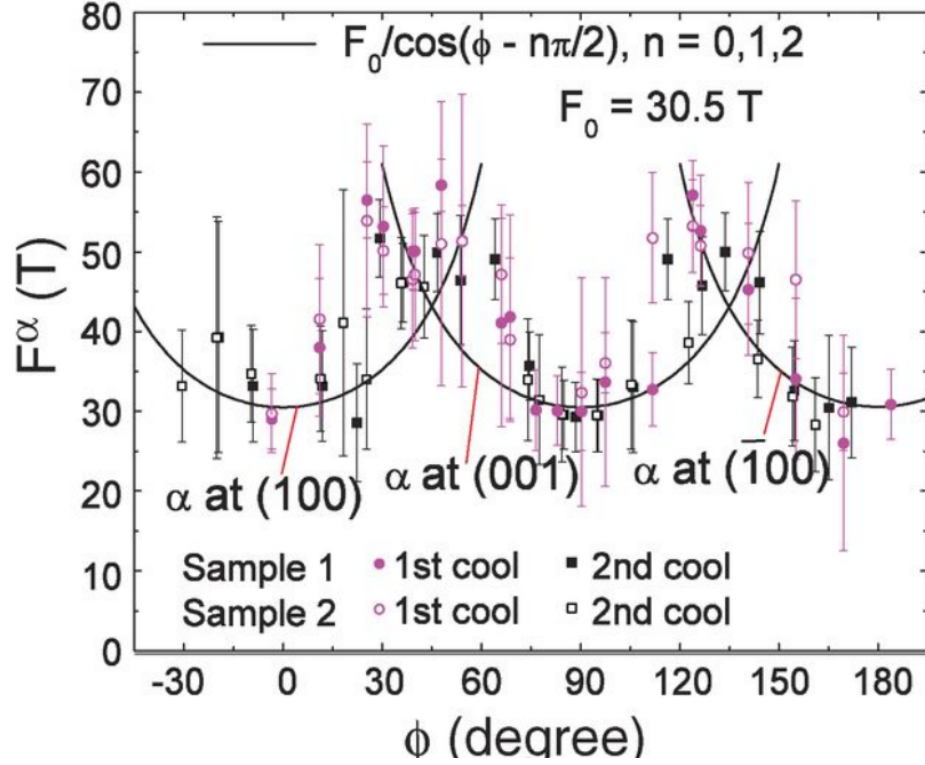 F₀/cos(ϕ - nπ/2), n = 0,1,2
F₀ = 30.5 T
80
70
60
50
40
30
20
10
0
Fᵅ (T)
α at (100)
α at (001)
α at (1̅00)
Sample 1 1st cool 2nd cool
Sample 2 1st cool 2nd cool
-30 0 30 60 90 120 150 180
ϕ (degree)